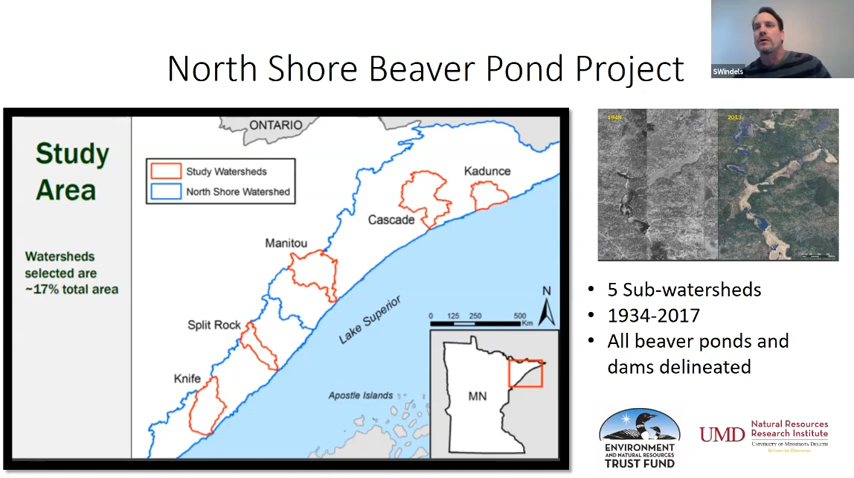 SWindels
North Shore Beaver Pond Project
Study
Area
Watersheds
selected are
~17% total area
ONTARIO
Study Watersheds
North Shore Watershed
Kadunce
Cascade
Manitou
Split Rock
Knife
Lake Superior
Apostle Islands
N
0 125 250 500
Km
MN
1948
2013
• 5 Sub-watersheds
• 1934-2017
• All beaver ponds and
dams delineated
ENVIRONMENT
AND NATURAL RESOURCES
TRUST FUND
UMD
Natural Resources
Research Institute
UNIVERSITY OF MINNESOTA DULUTH